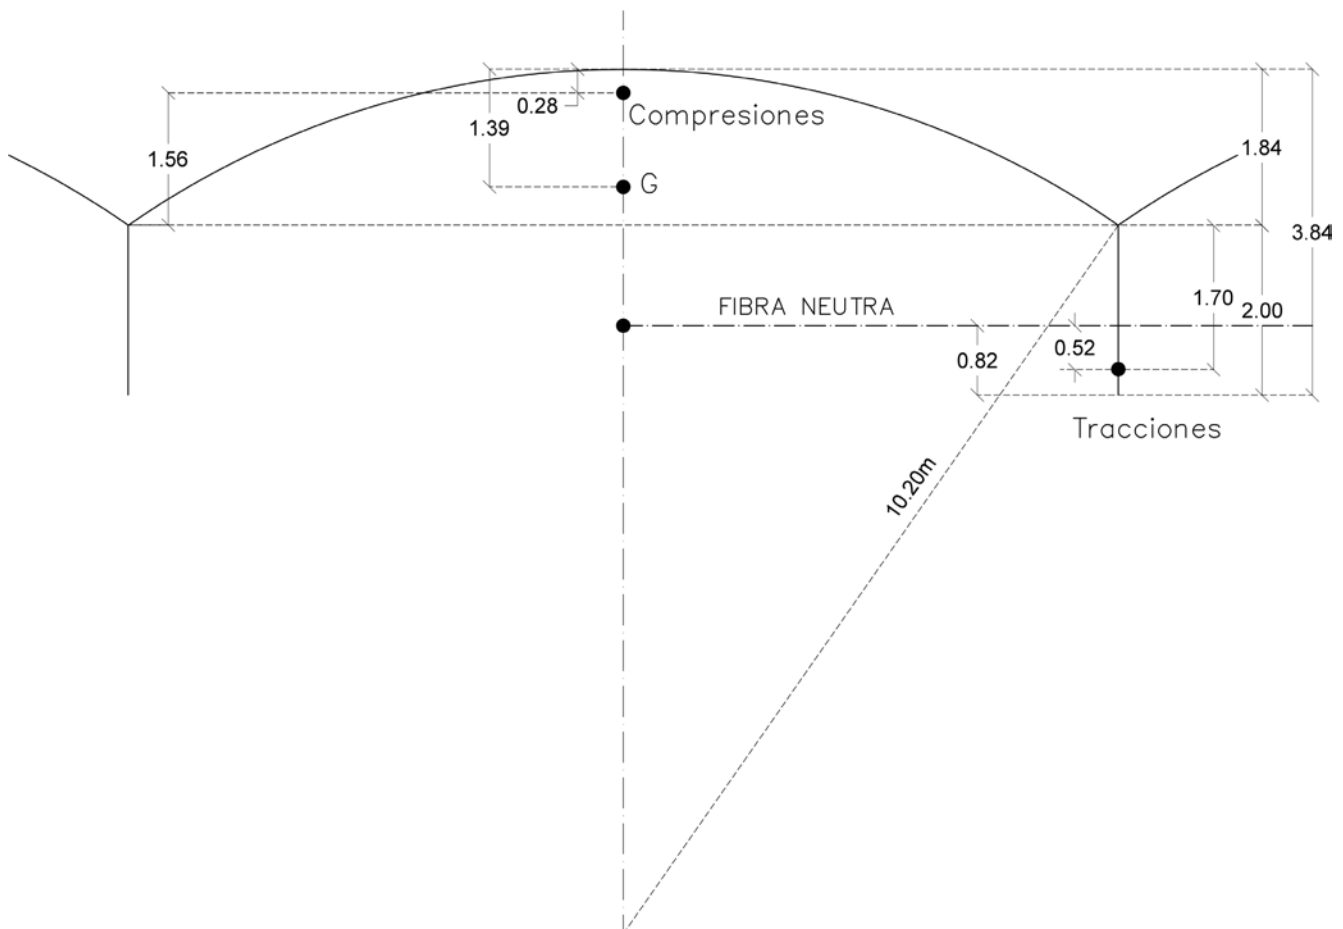 0.28
Compresiones
1.39
1.84
1.56
G
3.84
1.70
2.00
FIBRA NEUTRA
0.52
0.82
Tracciones
10.20m